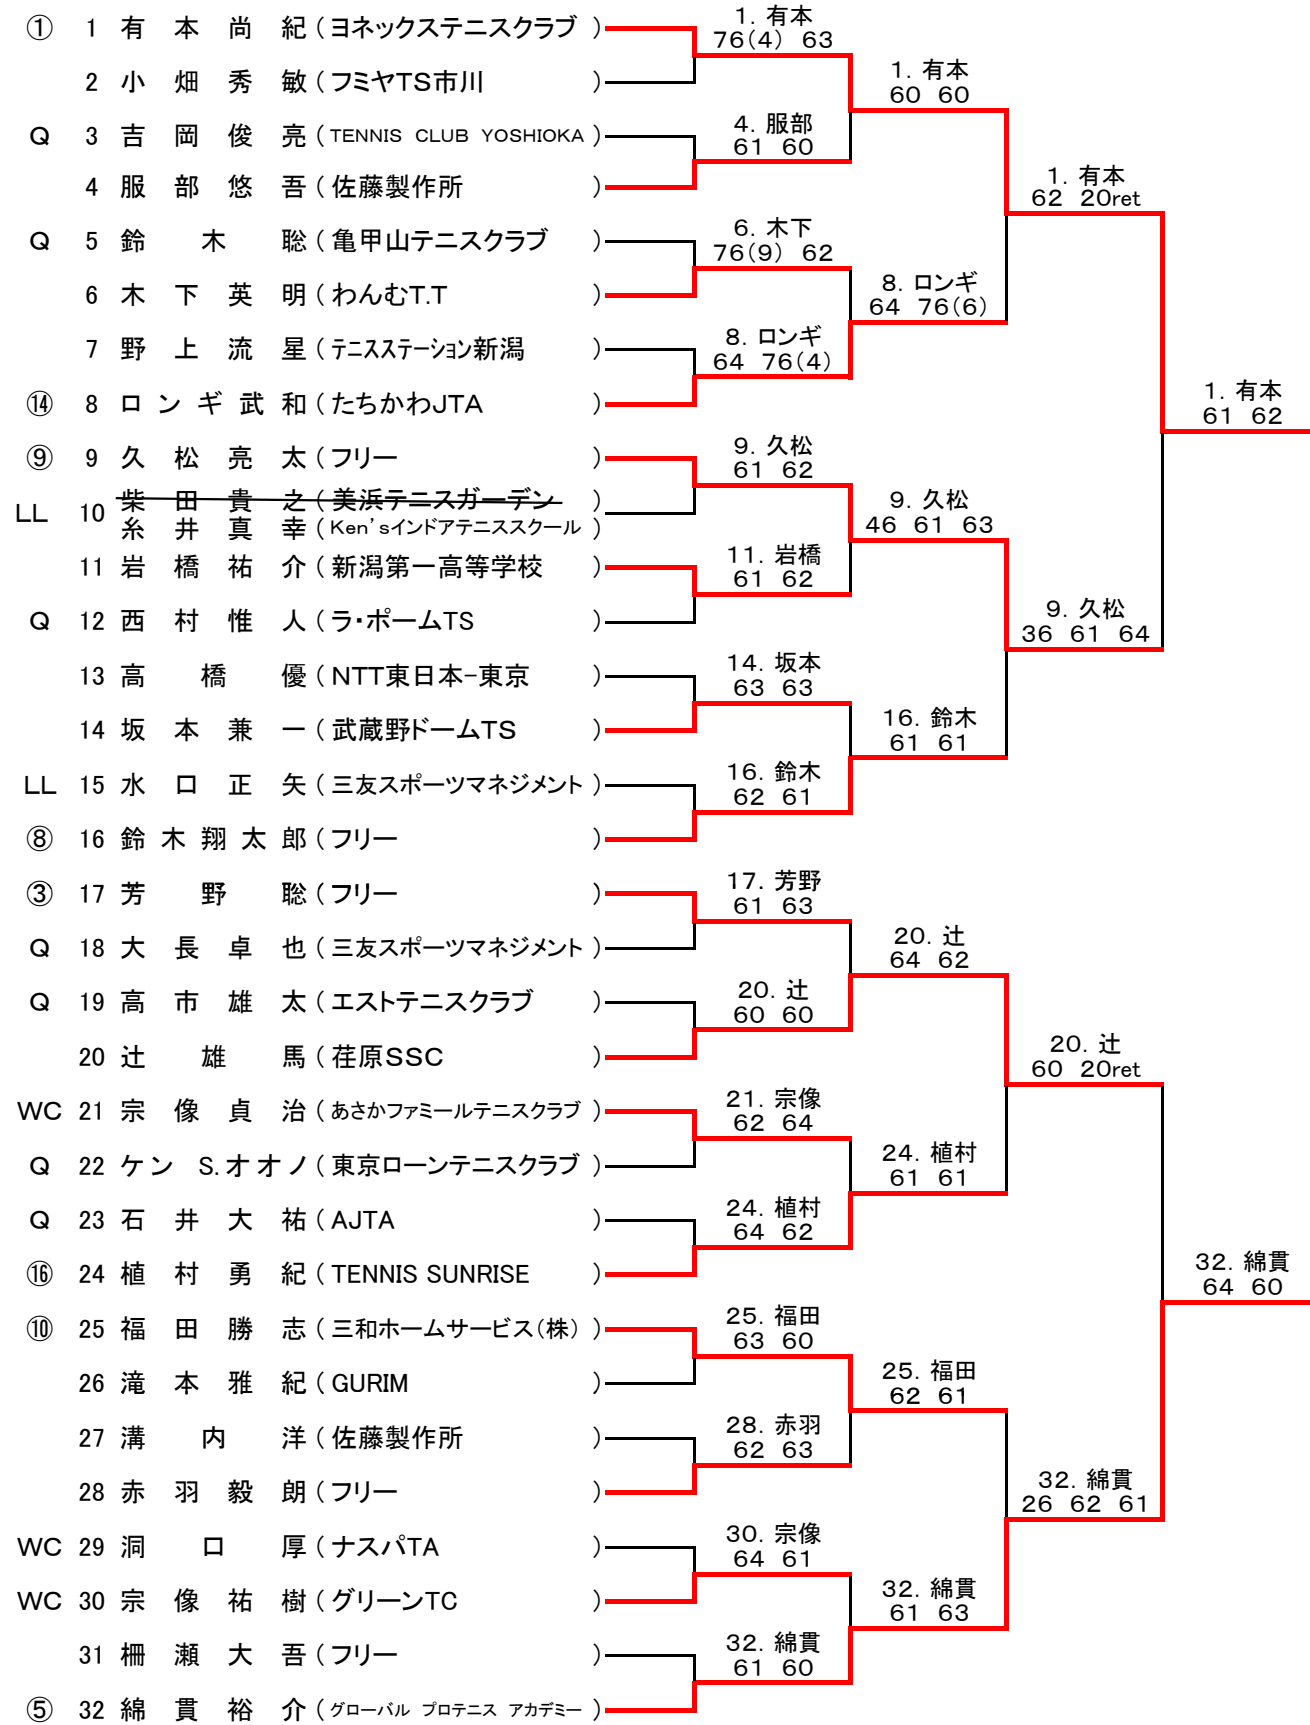 ① 1 有本尚紀 (ヨネックステニスクラブ)
2 小畑秀敏 (フミヤTS市川)
Q 3 吉岡俊亮 (TENNIS CLUB YOSHIOKA)
4 服部悠吾 (佐藤製作所)
Q 5 鈴木聡 (亀甲山テニスクラブ)
6 木下英明 (わんむT.T)
7 野上流星 (テニスステーション新潟)
⑭ 8 ロンギ武和 (たちかわJTA)
⑨ 9 久松亮太 (フリー)
LL 10 柴田貴之 (美浜テニスガーデン)
糸井真幸 (Ken'sインドアテニススクール)
11 岩橋祐介 (新潟第一高等学校)
Q 12 西村惟人 (ラ・ポームTS)
13 高橋優 (NTT東日本-東京)
14 坂本兼一 (武蔵野ドームTS)
LL 15 水口正矢 (三友スポーツマネジメント)
⑧ 16 鈴木翔太郎 (フリー)
③ 17 芳野聡 (フリー)
Q 18 大長卓也 (三友スポーツマネジメント)
Q 19 高市雄太 (エストテニスクラブ)
20 辻雄馬 (荏原SSC)
WC 21 宗像貞治 (あさかファミールテニスクラブ)
Q 22 ケン S.オオノ (東京ローンテニスクラブ)
Q 23 石井大祐 (AJTA)
⑯ 24 植村勇紀 (TENNIS SUNRISE)
⑩ 25 福田勝志 (三和ホームサービス(株))
26 滝本雅紀 (GURIM)
27 溝内洋 (佐藤製作所)
28 赤羽毅朗 (フリー)
WC 29 洞口厚 (ナスパTA)
WC 30 宗像祐樹 (グリーンTC)
31 柵瀬大吾 (フリー)
⑤ 32 綿貫裕介 (グローバル プロテニス アカデミー)
1. 有本
76(4) 63
4. 服部
61 60
6. 木下
76(9) 62
8. ロンギ
64 76(4)
9. 久松
61 62
11. 岩橋
61 62
14. 坂本
63 63
16. 鈴木
62 61
17. 芳野
61 63
20. 辻
60 60
21. 宗像
62 64
24. 植村
64 62
25. 福田
63 60
28. 赤羽
62 63
30. 宗像
64 61
32. 綿貫
61 60
1. 有本
60 60
8. ロンギ
64 76(6)
9. 久松
46 61 63
16. 鈴木
61 61
20. 辻
64 62
24. 植村
61 61
25. 福田
62 61
32. 綿貫
61 63
1. 有本
62 20ret
9. 久松
36 61 64
20. 辻
60 20ret
32. 綿貫
26 62 61
1. 有本
61 62
32. 綿貫
64 60